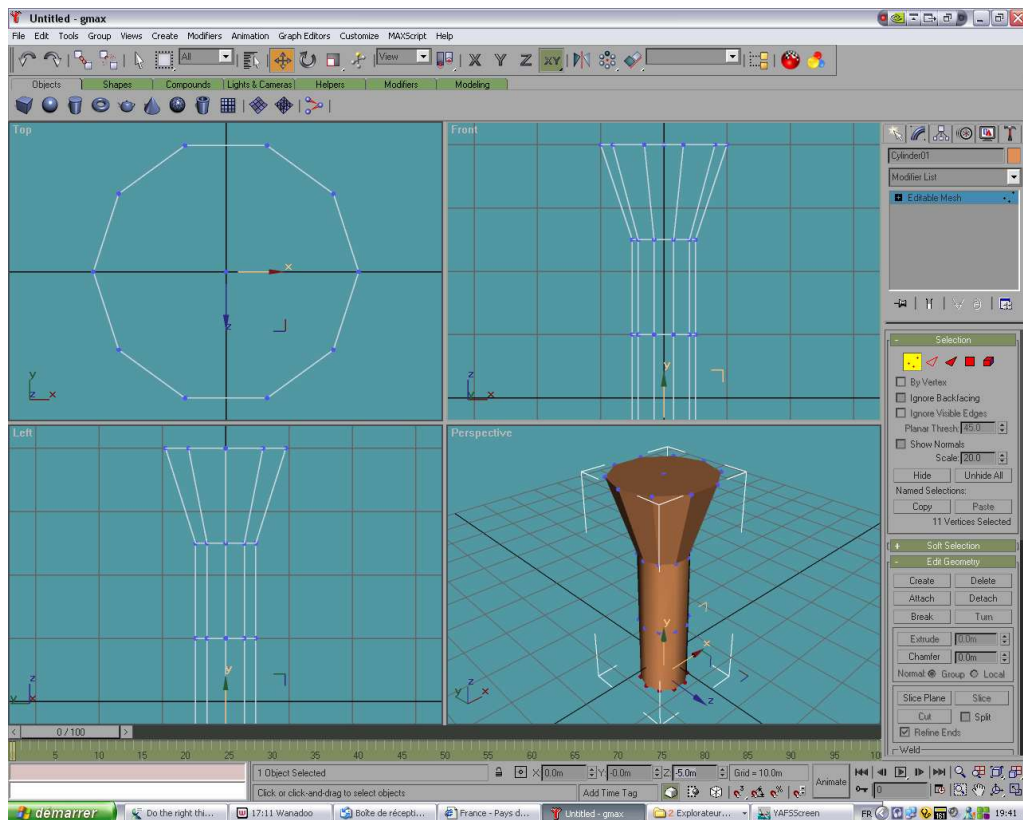 Untitled - gmax
File Edit Tools Group Views Create Modifiers Animation Graph Editors Customize MAXScript Help
All View X Y Z XY
Objects Shapes Compounds Lights & Cameras Helpers Modifiers Modeling
Top Front
Cylinder01
Modifier List
Editable Mesh
x
z
y
Selection
By Vertex
Ignore Backfacing
Ignore Visible Edges
Planar Thresh: 45.0
Show Normals
Scale: 20.0
Hide Unhide All
Named Selections:
Copy Paste
11 Vertices Selected
Left Perspective
Soft Selection
Edit Geometry
Create Delete
Attach Detach
Break Turn
Extrude 0.0m
Chamfer 0.0m
Normal: Group Local
Slice Plane Slice
Cut Split
Refine Ends
Weld
< 0 / 100 >
5 10 15 20 25 30 35 40 45 50 55 60 65 70 75 80 85 90 95 100
1 Object Selected X: 0.0m Y: -0.0m Z: -5.0m Grid = 10.0m Animate
Click or click-and-drag to select objects Add Time Tag 0
démarrer Do the right thi... 17:11 Wanadoo Boîte de récepti... France - Pays d... Untitled - gmax 2 Explorateur... YAFSScreen FR 19:41